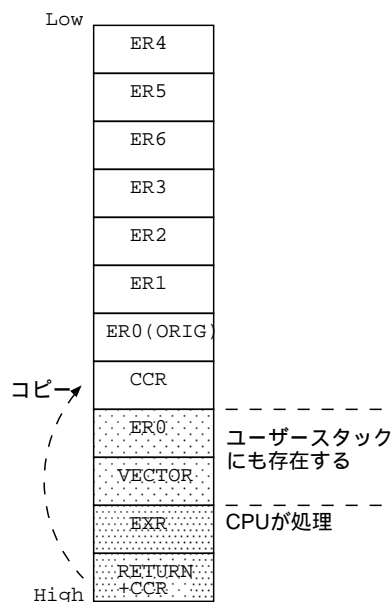 Low
ER4
ER5
ER6
ER3
ER2
ER1
ER0(ORIG)
コピー
CCR
ER0
ユーザースタック
にも存在する
VECTOR
EXR
CPUが処理
RETURN
+CCR
High